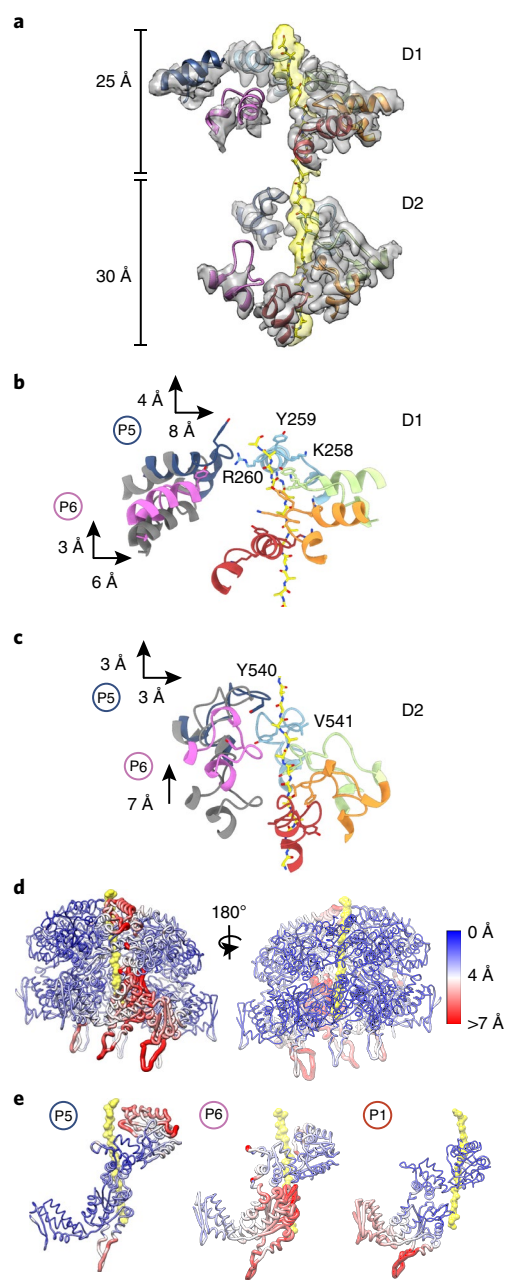 a
D1
25 Å
D2
30 Å
b
4 Å
8 Å
Y259
D1
P5
K258
R260
P6
3 Å
6 Å
c
3 Å
3 Å
Y540
P5
D2
V541
P6
7 Å
d
180°
0 Å
4 Å
>7 Å
e
P5
P6
P1